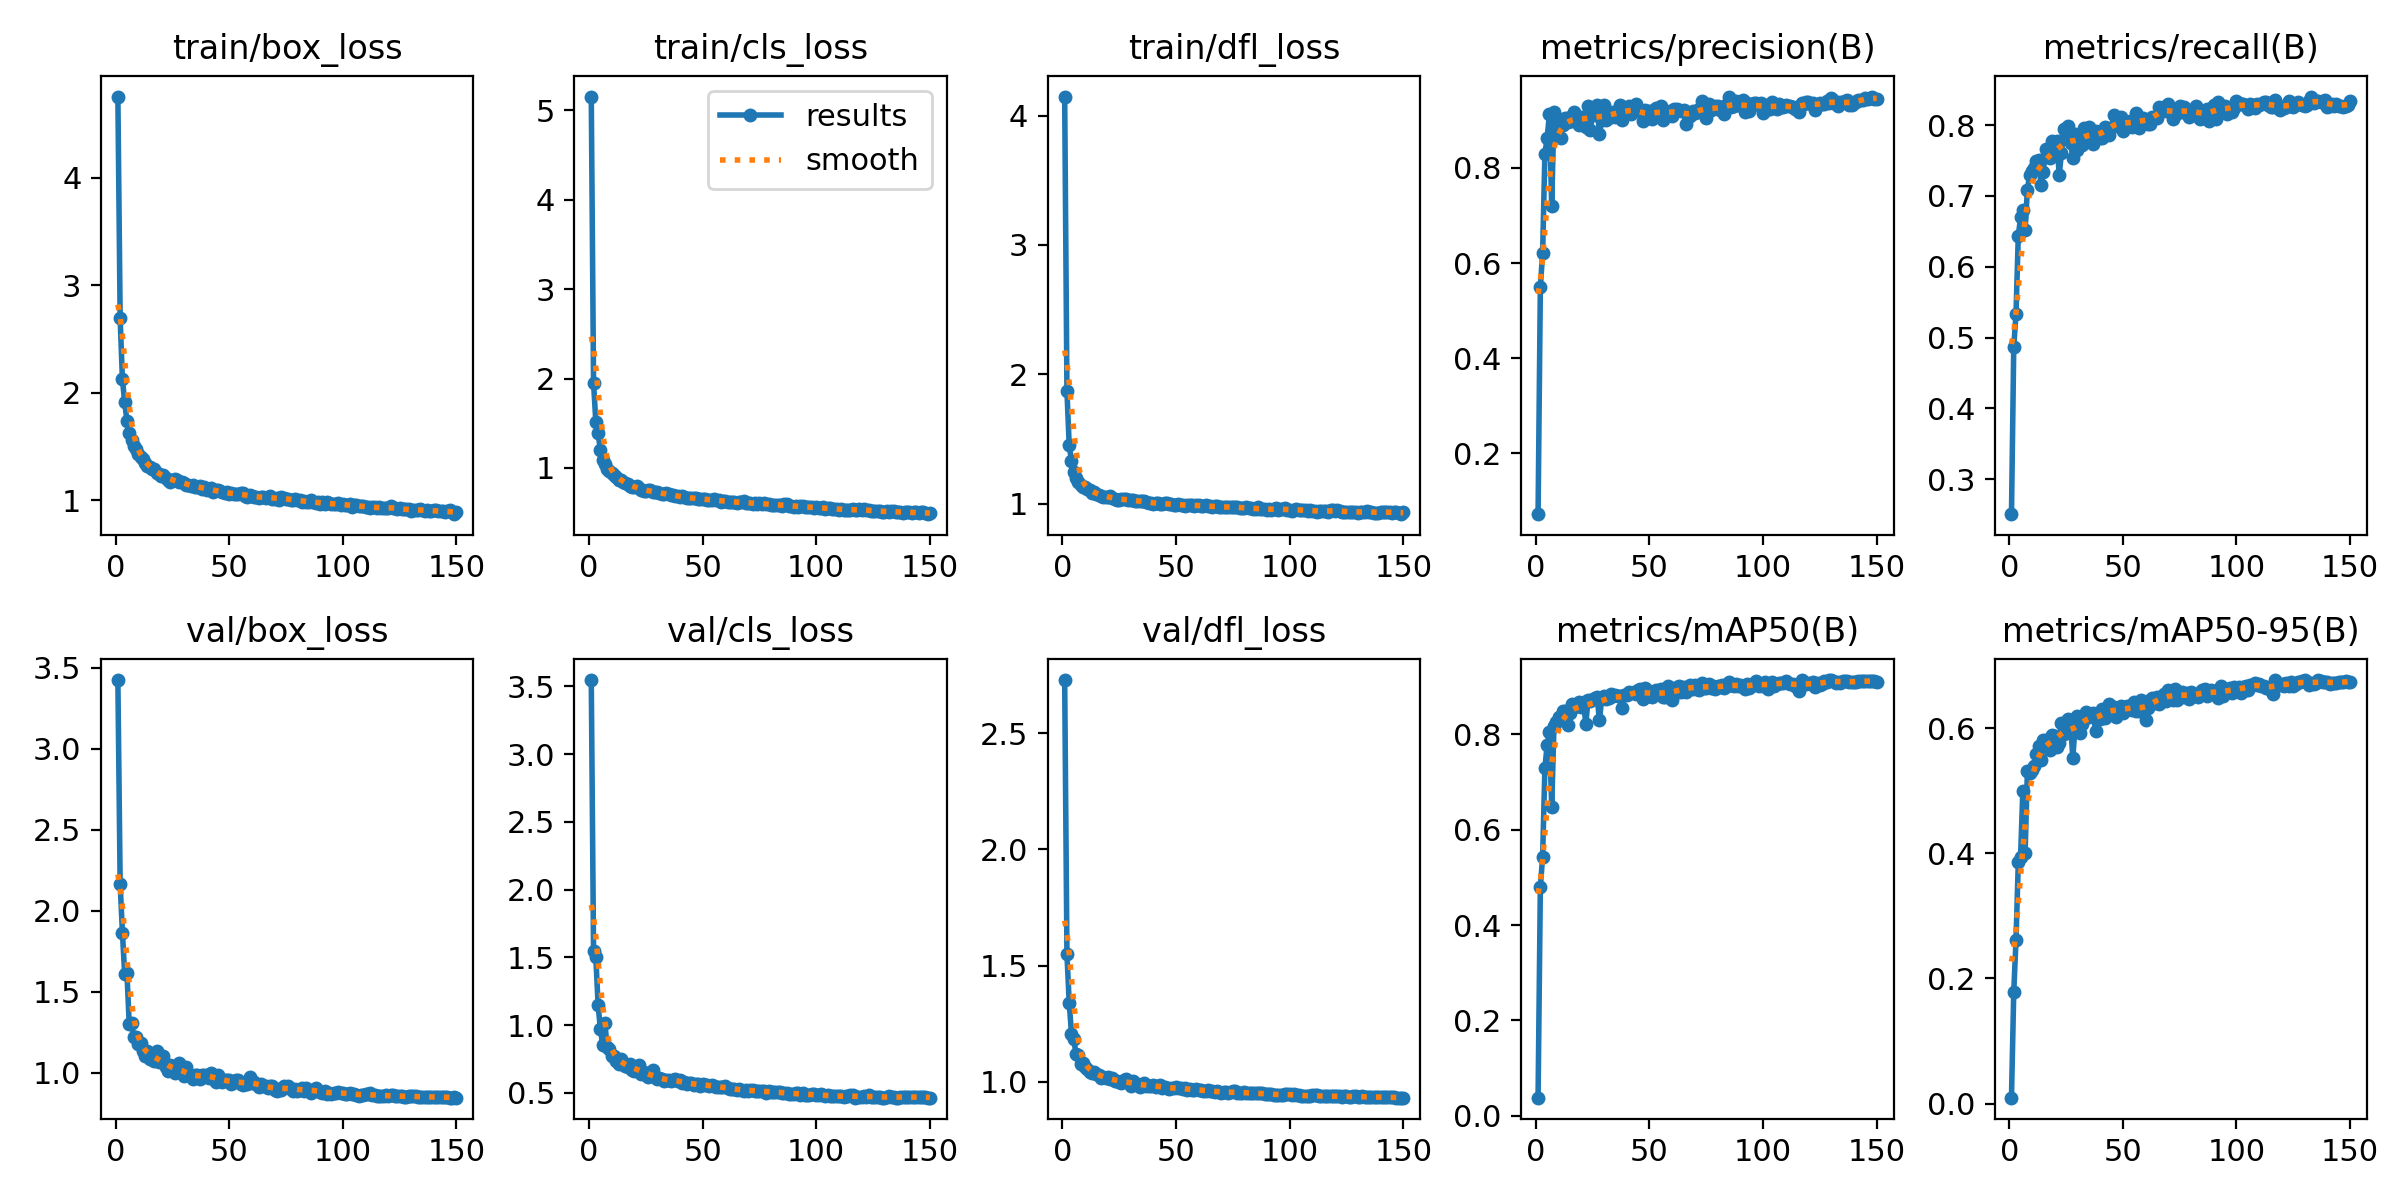 train/box_loss
4
3
2
1
0 50 100 150
train/cls_loss
results
smooth
5
4
3
2
1
0 50 100 150
train/dfl_loss
4
3
2
1
0 50 100 150
metrics/precision(B)
0.8
0.6
0.4
0.2
0 50 100 150
metrics/recall(B)
0.8
0.7
0.6
0.5
0.4
0.3
0 50 100 150
val/box_loss
3.5
3.0
2.5
2.0
1.5
1.0
0 50 100 150
val/cls_loss
3.5
3.0
2.5
2.0
1.5
1.0
0.5
0 50 100 150
val/dfl_loss
2.5
2.0
1.5
1.0
0 50 100 150
metrics/mAP50(B)
0.8
0.6
0.4
0.2
0.0
0 50 100 150
metrics/mAP50-95(B)
0.6
0.4
0.2
0.0
0 50 100 150